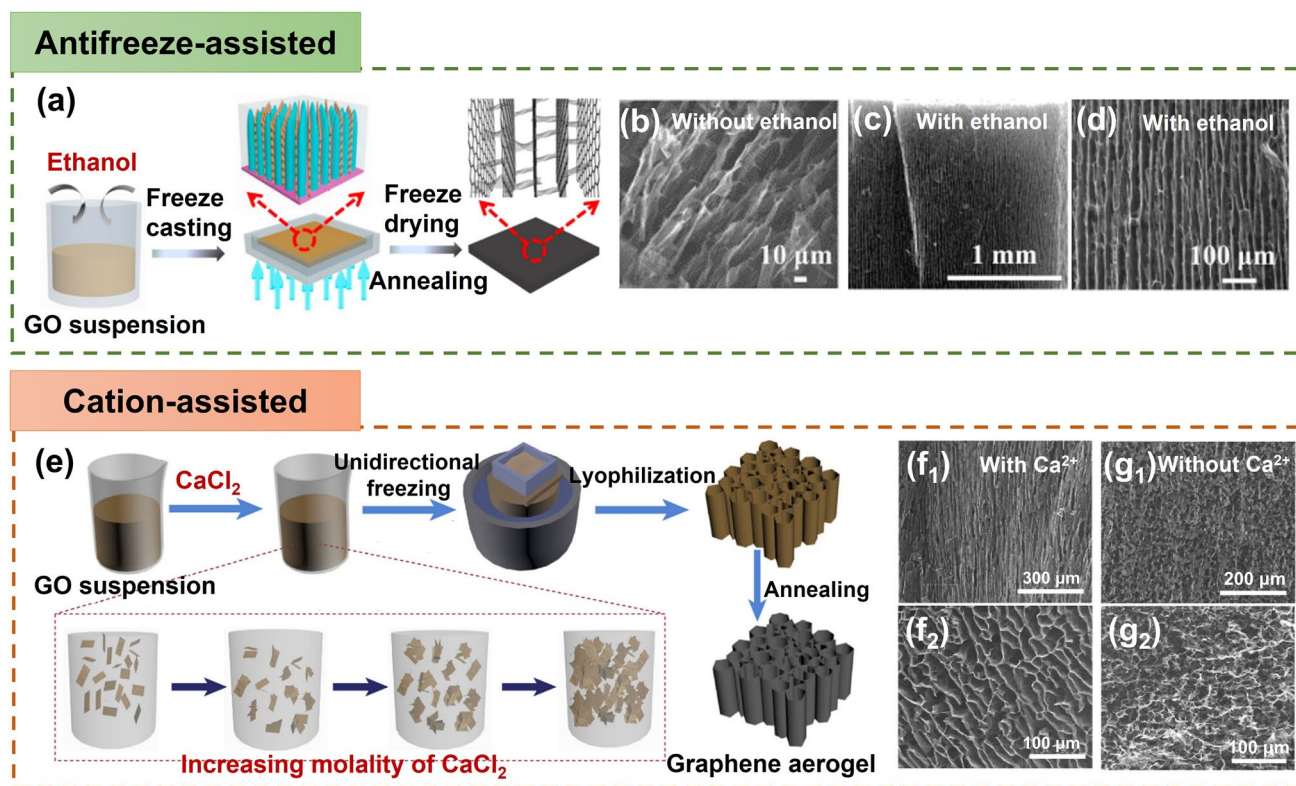 Antifreeze-assisted
(a)
Ethanol
Freeze
casting
Freeze
drying
Annealing
GO suspension
(b) Without ethanol
10 µm
(c) With ethanol
1 mm
(d) With ethanol
100 µm
Cation-assisted
(e)
CaCl₂
Unidirectional
freezing
Lyophilization
GO suspension
Annealing
Increasing molality of CaCl₂
Graphene aerogel
(f₁) With Ca²⁺
300 µm
(g₁) Without Ca²⁺
200 µm
(f₂)
100 µm
(g₂)
100 µm